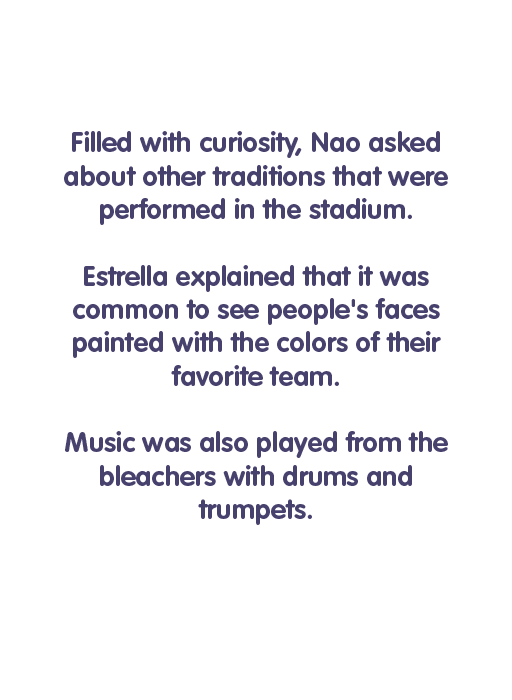 Filled with curiosity, Nao asked
about other traditions that were
performed in the stadium.
Estrella explained that it was
common to see people's faces
painted with the colors of their
favorite team.
Music was also played from the
bleachers with drums and
trumpets.